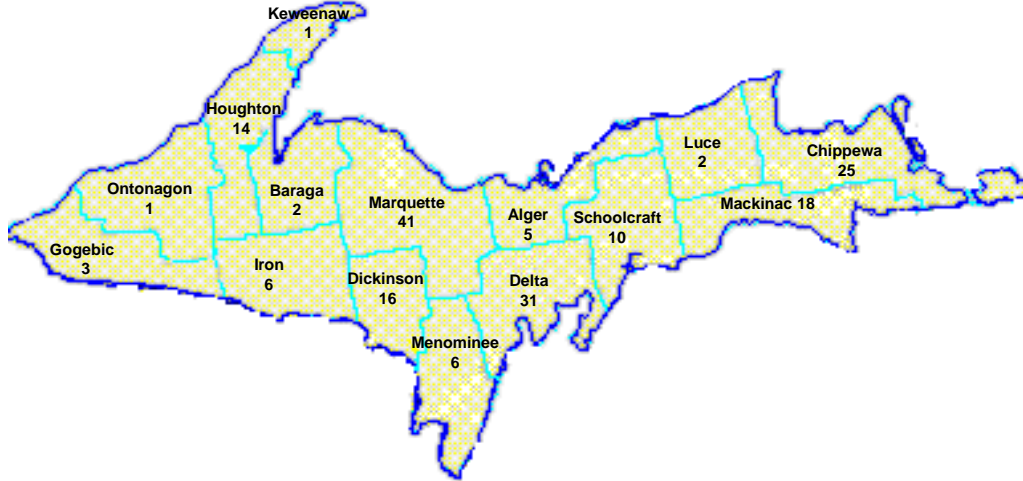 Keweenaw
1
Houghton
14
Luce
2
Chippewa
25
Ontonagon
1
Baraga
2
Marquette
41
Alger
5
Schoolcraft
10
Mackinac 18
Gogebic
3
Iron
6
Dickinson
16
Delta
31
Menominee
6